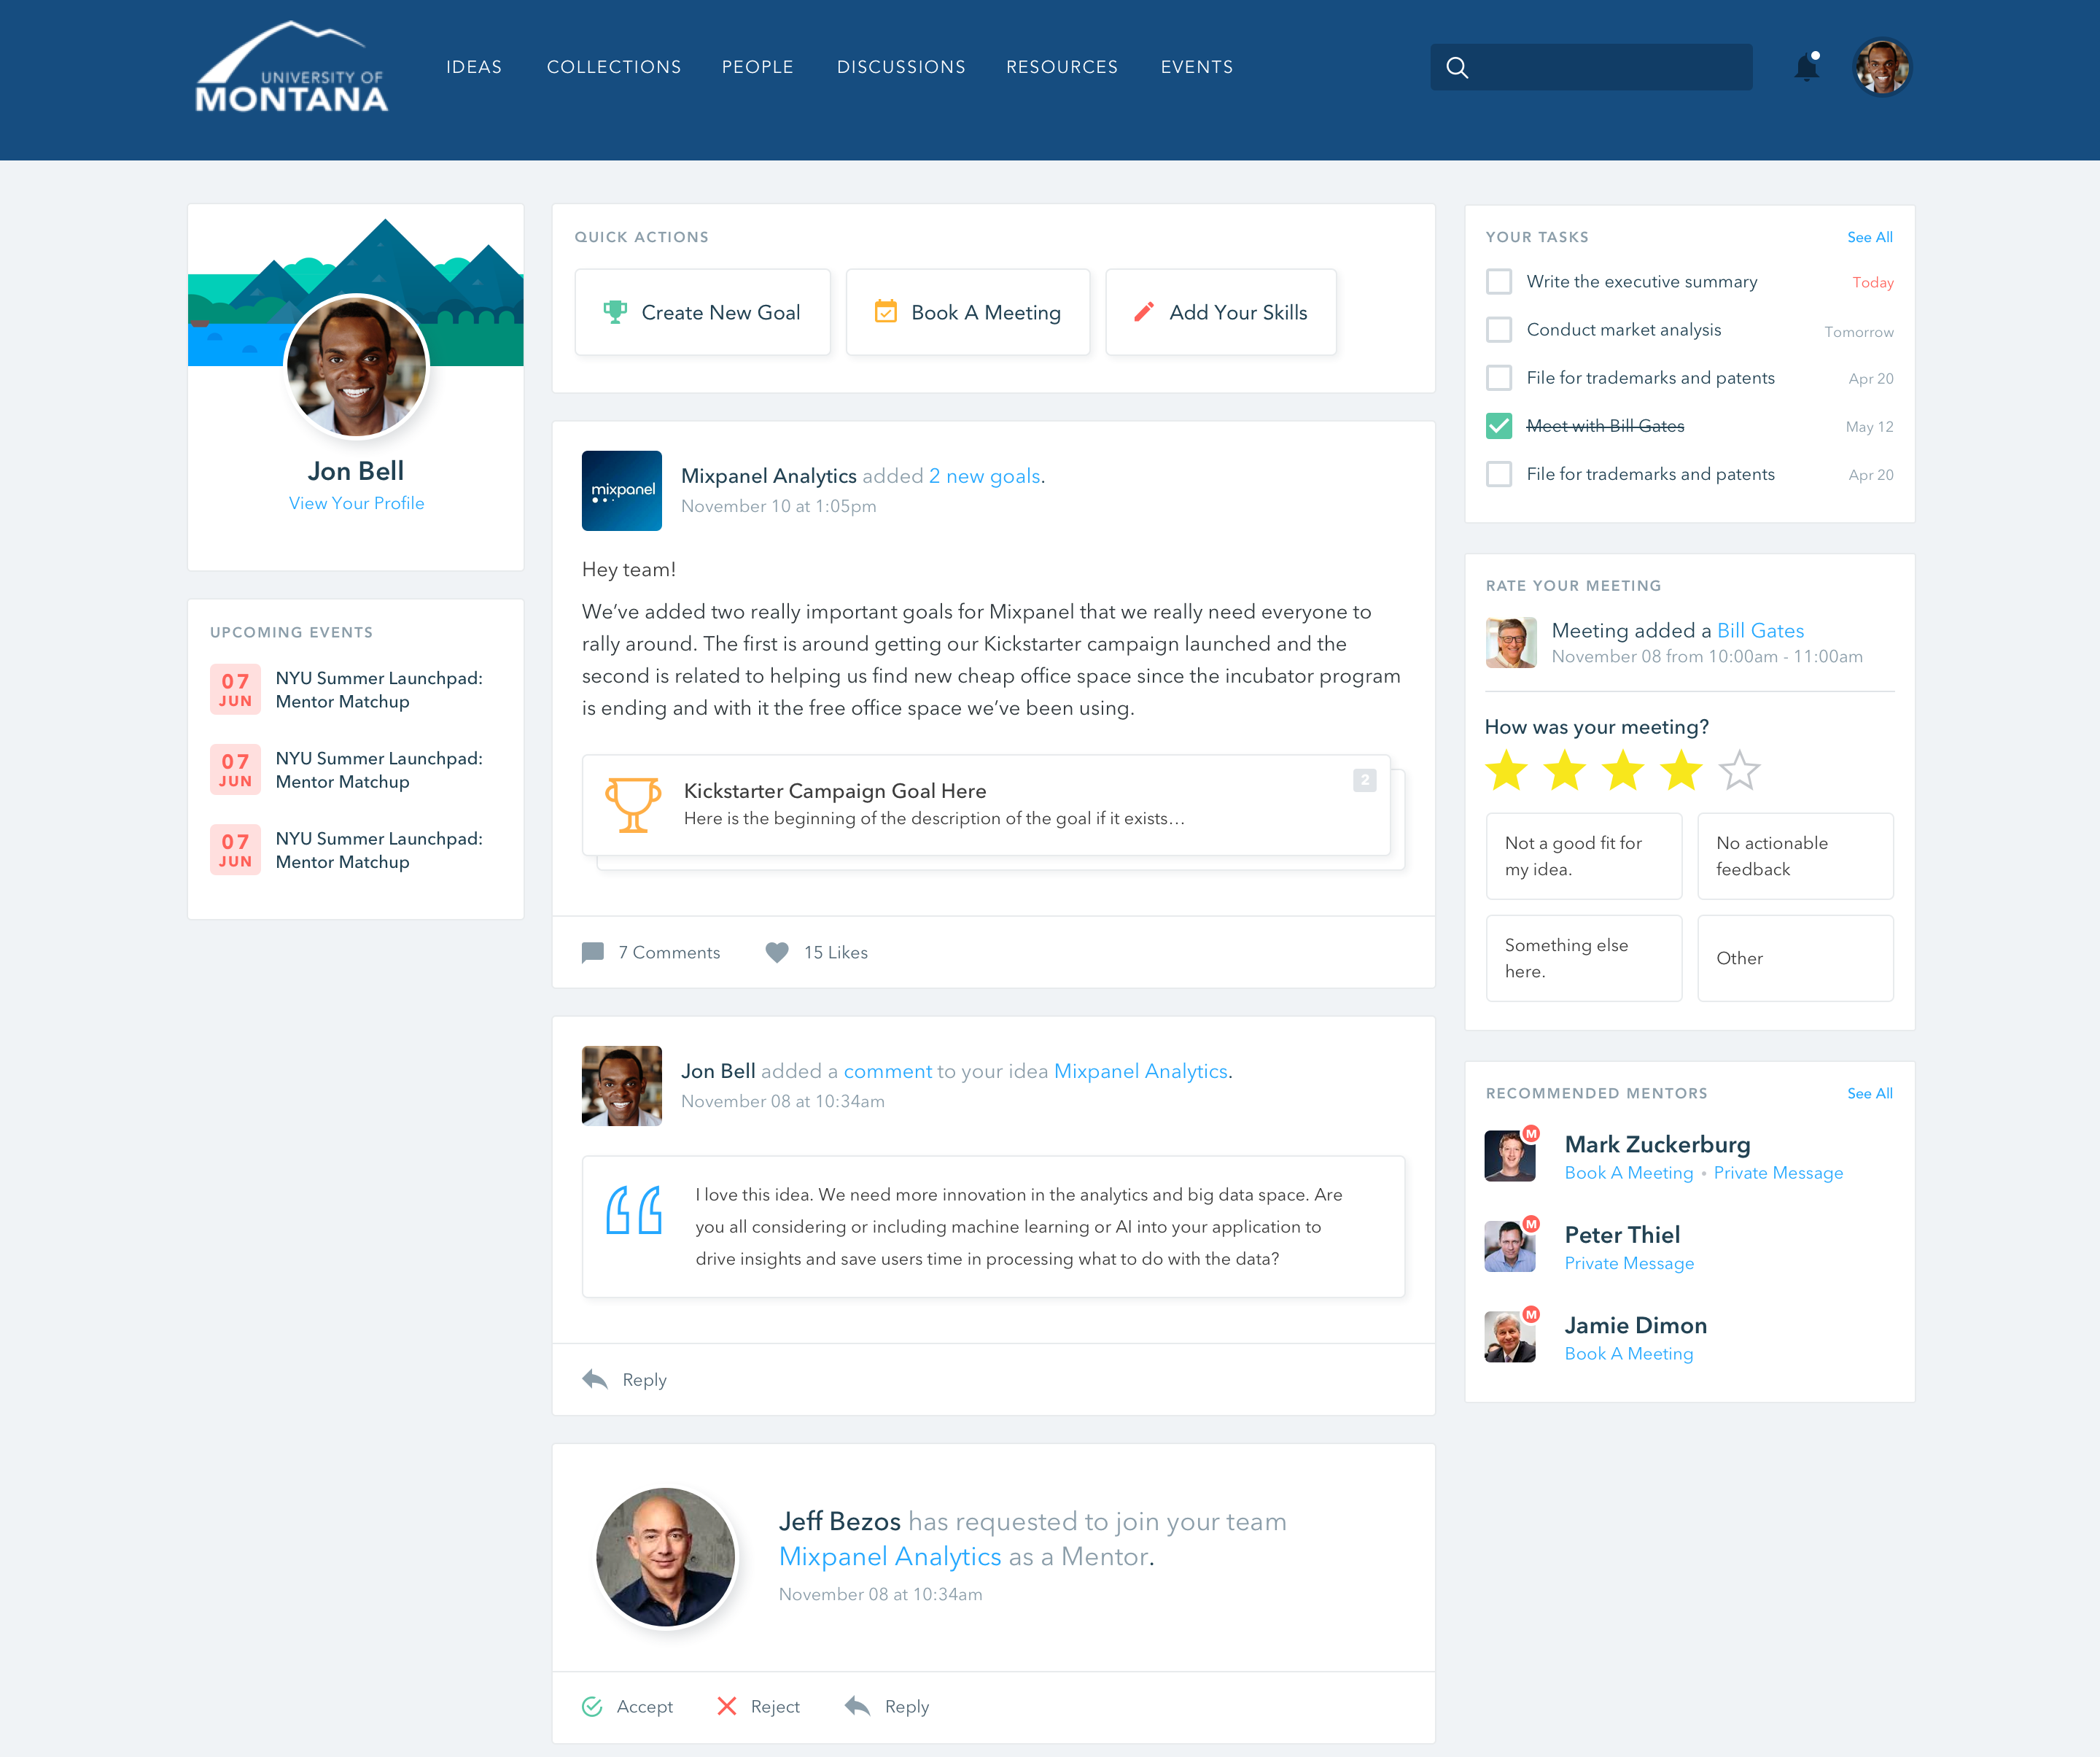 UNIVERSITY OF
MONTANA
IDEAS
COLLECTIONS
PEOPLE
DISCUSSIONS
RESOURCES
EVENTS
Jon Bell
View Your Profile
UPCOMING EVENTS
07
JUN
NYU Summer Launchpad:
Mentor Matchup
07
JUN
NYU Summer Launchpad:
Mentor Matchup
07
JUN
NYU Summer Launchpad:
Mentor Matchup
QUICK ACTIONS
Create New Goal
Book A Meeting
Add Your Skills
mixpanel
Mixpanel Analytics added 2 new goals.
November 10 at 1:05pm
Hey team!
We’ve added two really important goals for Mixpanel that we really need everyone to
rally around. The first is around getting our Kickstarter campaign launched and the
second is related to helping us find new cheap office space since the incubator program
is ending and with it the free office space we’ve been using.
Kickstarter Campaign Goal Here
2
Here is the beginning of the description of the goal if it exists…
7 Comments
15 Likes
Jon Bell added a comment to your idea Mixpanel Analytics.
November 08 at 10:34am
I love this idea. We need more innovation in the analytics and big data space. Are
you all considering or including machine learning or AI into your application to
drive insights and save users time in processing what to do with the data?
Reply
Jeff Bezos has requested to join your team
Mixpanel Analytics as a Mentor.
November 08 at 10:34am
Accept
Reject
Reply
YOUR TASKS
See All
Write the executive summary
Today
Conduct market analysis
Tomorrow
File for trademarks and patents
Apr 20
Meet with Bill Gates
May 12
File for trademarks and patents
Apr 20
RATE YOUR MEETING
Meeting added a Bill Gates
November 08 from 10:00am - 11:00am
How was your meeting?
Not a good fit for
my idea.
No actionable
feedback
Something else
here.
Other
RECOMMENDED MENTORS
See All
M
Mark Zuckerburg
Book A Meeting • Private Message
M
Peter Thiel
Private Message
M
Jamie Dimon
Book A Meeting